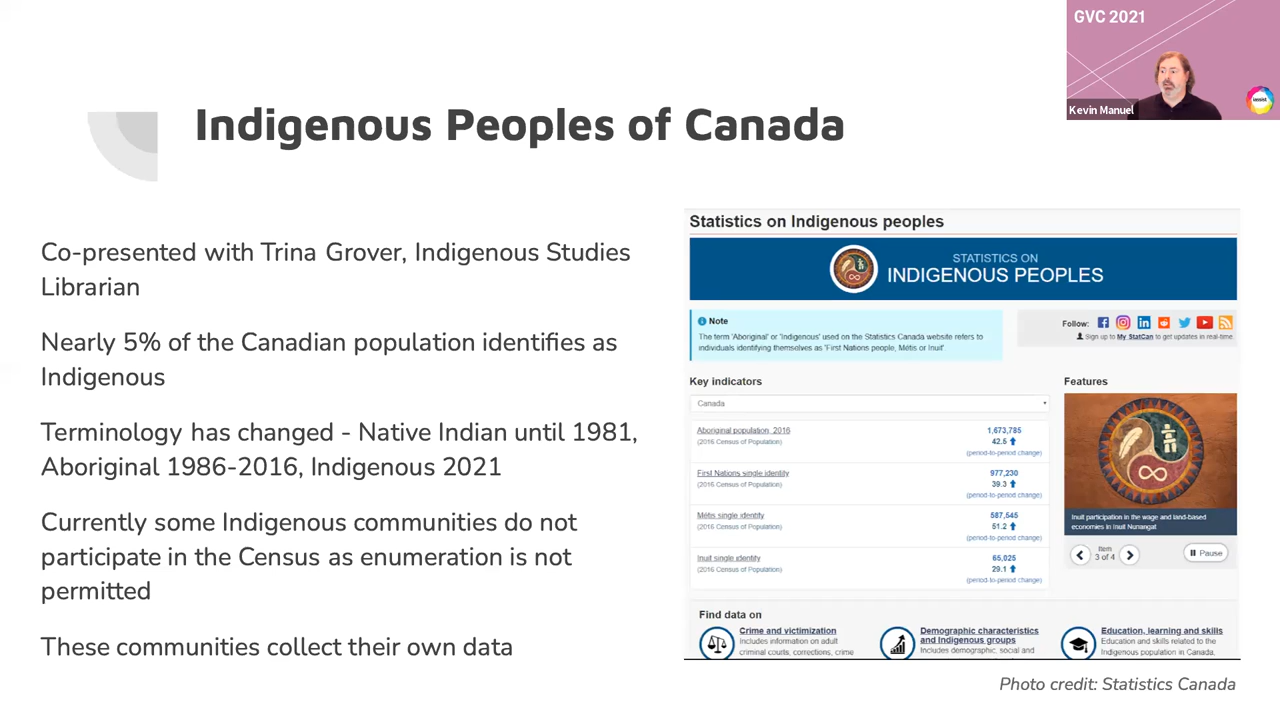 GVC 2021
Kevin Manuel
iassist
Indigenous Peoples of Canada
Co-presented with Trina Grover, Indigenous Studies
Librarian
Nearly 5% of the Canadian population identifies as
Indigenous
Terminology has changed - Native Indian until 1981,
Aboriginal 1986-2016, Indigenous 2021
Currently some Indigenous communities do not
participate in the Census as enumeration is not
permitted
These communities collect their own data
Statistics on Indigenous peoples
STATISTICS ON
INDIGENOUS PEOPLES
Note
The term 'Aboriginal' or 'Indigenous' used on the Statistics Canada website refers to
individuals identifying themselves as 'First Nations people, Métis or Inuit'.
Follow:
Sign up to My StatCan to get updates in real-time.
Key indicators
Canada
Aboriginal population, 2016
(2016 Census of Population)
1,673,785
42.5
(period-to-period change)
First Nations single identity
(2016 Census of Population)
977,230
39.3
(period-to-period change)
Métis single identity
(2016 Census of Population)
587,545
51.2
(period-to-period change)
Inuit single identity
(2016 Census of Population)
65,025
29.1
(period-to-period change)
Features
Inuit participation in the wage and land-based
economies in Inuit Nunangat
Item
3 of 4
Pause
Find data on
Crime and victimization
Includes information on adult
criminal courts, corrections, crime
Demographic characteristics
and Indigenous groups
Includes demographic, social and
Education, learning and skills
Education and skills related to the
Indigenous population in Canada,
Photo credit: Statistics Canada